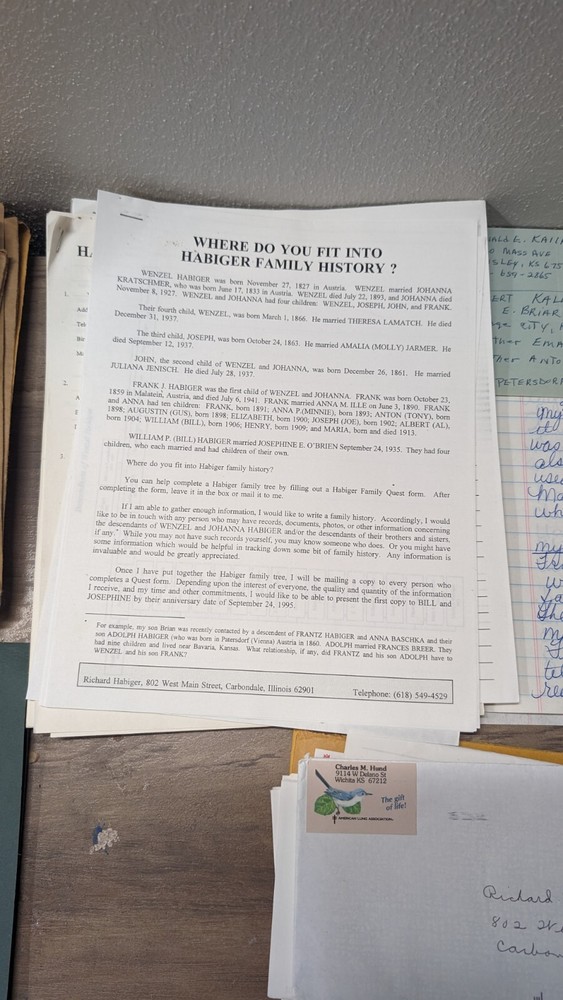 WHERE DO YOU FIT INTO
HABIGER FAMILY HISTORY ?
WENZEL HABIGER was born November 27, 1827 in Austria. WENZEL married JOHANNA
KRATSCHMER, who was born June 17, 1833 in Austria. WENZEL died July 22, 1893, and JOHANNA died
November 8, 1927. WENZEL and JOHANNA had four children: WENZEL, JOSEPH, JOHN, and FRANK.
Their fourth child, WENZEL, was born March 1, 1866. He married THERESA LAMATCH. He died
December 31, 1937.
The third child, JOSEPH, was born October 24, 1863. He married AMALIA (MOLLY) JARMER. He
died September 12, 1937.
JOHN, the second child of WENZEL and JOHANNA, was born December 26, 1861. He married
JULIANA JENISCH. He died July 28, 1937.
FRANK J. HABIGER was the first child of WENZEL and JOHANNA. FRANK was born October 23,
1859 in Malatein, Austria, and died July 6, 1941. FRANK married ANNA M. ILLE on June 3, 1890. FRANK
and ANNA had ten children: FRANK, born 1891; ANNA P.(MINNIE), born 1893; ANTON (TONY), born
1898; AUGUSTIN (GUS), born 1898; ELIZABETH, born 1900; JOSEPH (JOE), born 1902; ALBERT (AL),
born 1904; WILLIAM (BILL), born 1906; HENRY, born 1909; and MARIA, born and died 1913.
WILLIAM P. (BILL) HABIGER married JOSEPHINE E. O'BRIEN September 24, 1935. They had four
children, who each married and had children of their own.
Where do you fit into Habiger family history?
You can help complete a Habiger family tree by filling out a Habiger Family Quest form. After
completing the form, leave it in the box or mail it to me.
If I am able to gather enough information, I would like to write a family history. Accordingly, I would
like to be in touch with any person who may have records, documents, photos, or other information concerning
the descendants of WENZEL and JOHANNA HABIGER and/or the descendants of their brothers and sisters,
if any.* While you may not have such records yourself, you may know someone who does. Or you might have
some information which would be helpful in tracking down some bit of family history. Any information is
invaluable and would be greatly appreciated.
Once I have put together the Habiger family tree, I will be mailing a copy to every person who
completes a Quest form. Depending upon the interest of everyone, the quality and quantity of the information
I receive, and my time and other commitments, I would like to be able to present the first copy to BILL and
JOSEPHINE by their anniversary date of September 24, 1995.
For example, my son Brian was recently contacted by a descendent of FRANTZ HABIGER and ANNA BASCHKA and their
son ADOLPH HABIGER (who was born in Patersdorf (Vienna) Austria in 1860. ADOLPH married FRANCES BREER. They
had nine children and lived near Bavaria, Kansas. What relationship, if any, did FRANTZ and his son ADOLPH have to
WENZEL and his son FRANK?
Richard Habiger, 802 West Main Street, Carbondale, Illinois 62901 Telephone: (618) 549-4529
MASS AVE
659-2865
E. BRIAR
PETERSDOR
my
was
Charles M. Hund
9114 W Delano St
Wichita KS 67212
The gift
of life!
AMERICAN LUNG ASSOCIATION
Richard
802 W
Carbon